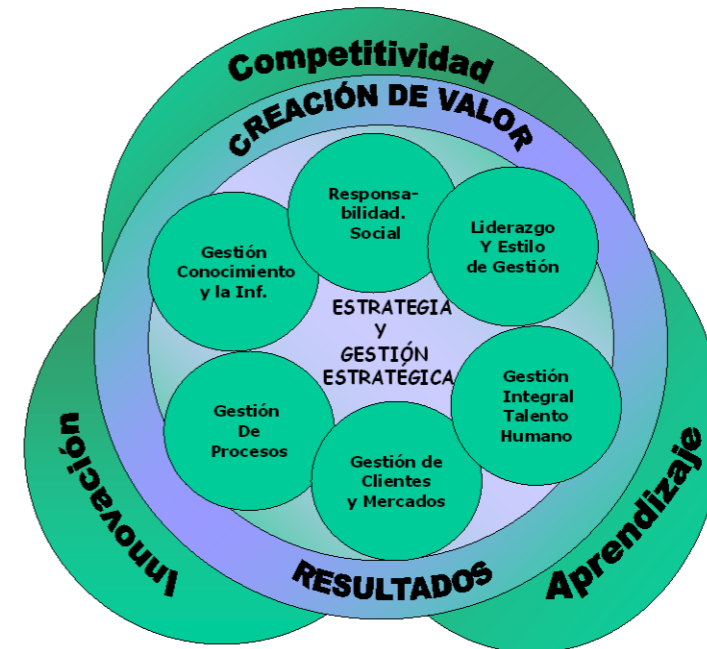 Competitividad
CREACIÓN DE VALOR
Responsa-
bilidad.
Social
Liderazgo
Y Estilo
de Gestión
Gestión
Conocimiento
y la Inf.
ESTRATEGIA
Y
GESTIÓN
ESTRATÉGICA
Gestión
Integral
Talento
Humano
Gestión
De
Procesos
Gestión de
Clientes
y Mercados
Innovación
Aprendizaje
RESULTADOS